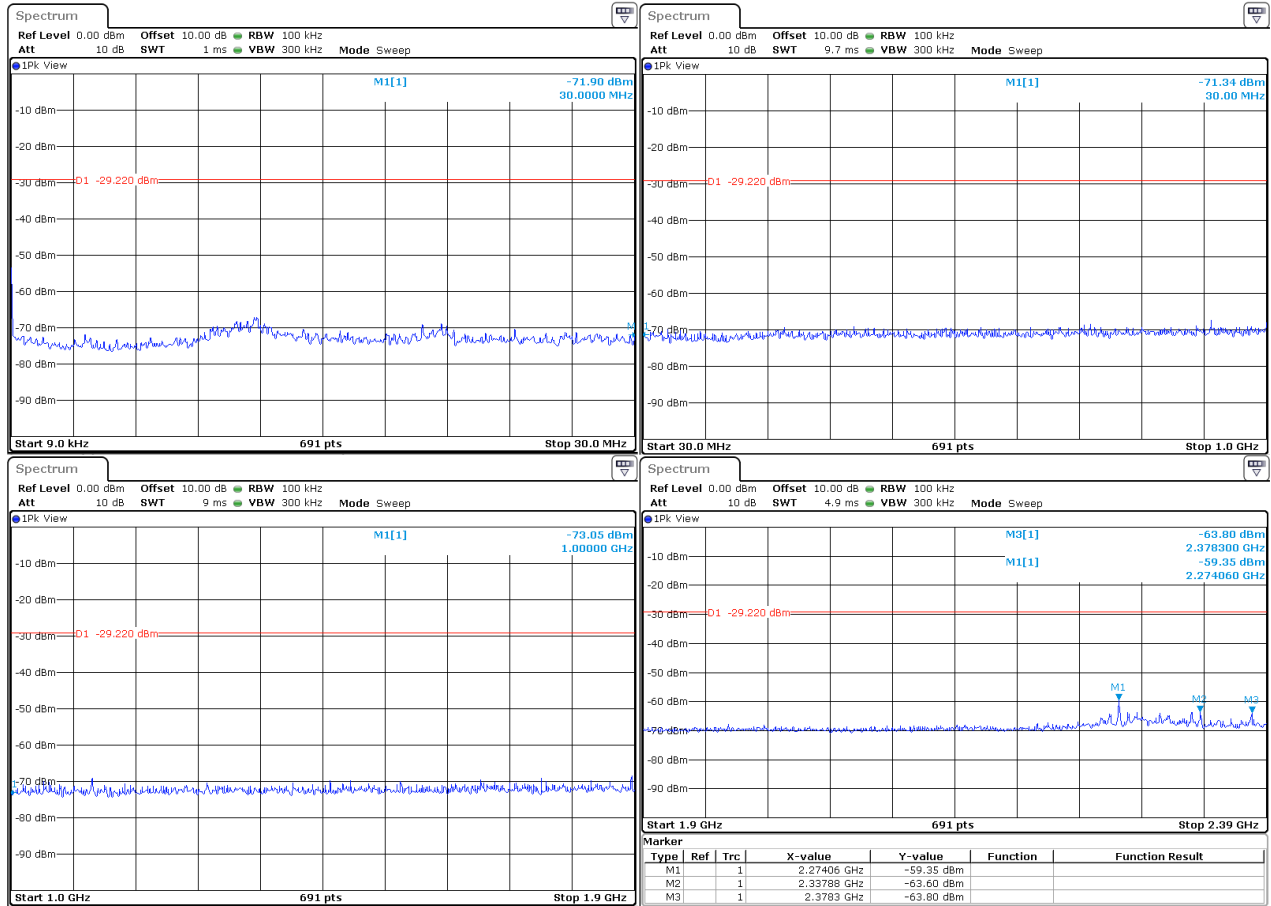 Spectrum
Ref Level 0.00 dBm Offset 10.00 dB RBW 100 kHz
Att 10 dB SWT 1 ms VBW 300 kHz Mode Sweep
1Pk View
M1[1] -71.90 dBm
30.0000 MHz
-10 dBm
-20 dBm
-30 dBm
D1 -29.220 dBm
-40 dBm
-50 dBm
-60 dBm
-70 dBm
-80 dBm
-90 dBm
Start 9.0 kHz 691 pts Stop 30.0 MHz
Spectrum
Ref Level 0.00 dBm Offset 10.00 dB RBW 100 kHz
Att 10 dB SWT 9.7 ms VBW 300 kHz Mode Sweep
1Pk View
M1[1] -71.34 dBm
30.00 MHz
-10 dBm
-20 dBm
-30 dBm
D1 -29.220 dBm
-40 dBm
-50 dBm
-60 dBm
-70 dBm
-80 dBm
-90 dBm
Start 30.0 MHz 691 pts Stop 1.0 GHz
Spectrum
Ref Level 0.00 dBm Offset 10.00 dB RBW 100 kHz
Att 10 dB SWT 9 ms VBW 300 kHz Mode Sweep
1Pk View
M1[1] -73.05 dBm
1.00000 GHz
-10 dBm
-20 dBm
-30 dBm
D1 -29.220 dBm
-40 dBm
-50 dBm
-60 dBm
-70 dBm
-80 dBm
-90 dBm
Start 1.0 GHz 691 pts Stop 1.9 GHz
Spectrum
Ref Level 0.00 dBm Offset 10.00 dB RBW 100 kHz
Att 10 dB SWT 4.9 ms VBW 300 kHz Mode Sweep
1Pk View
M3[1] -63.80 dBm
2.378300 GHz
M1[1] -59.35 dBm
2.274060 GHz
-10 dBm
-20 dBm
-30 dBm
D1 -29.220 dBm
-40 dBm
-50 dBm
M1
M2
M3
-60 dBm
-70 dBm
-80 dBm
-90 dBm
Start 1.9 GHz 691 pts Stop 2.39 GHz
Marker
Type Ref Trc X-value Y-value Function Function Result
M1 1 2.27406 GHz -59.35 dBm
M2 1 2.33788 GHz -63.60 dBm
M3 1 2.3783 GHz -63.80 dBm